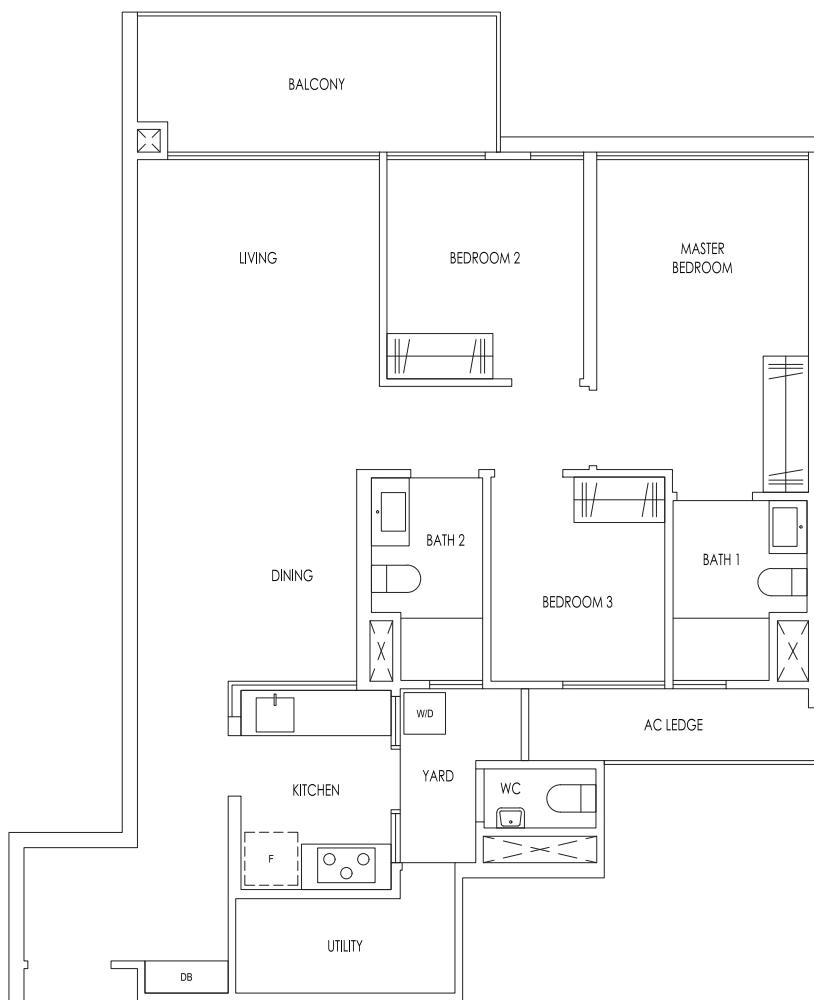 BALCONY
LIVING
BEDROOM 2
MASTER
BEDROOM
BATH 2
BATH 1
DINING
BEDROOM 3
W/D
AC LEDGE
YARD
KITCHEN
WC
F
UTILITY
DB